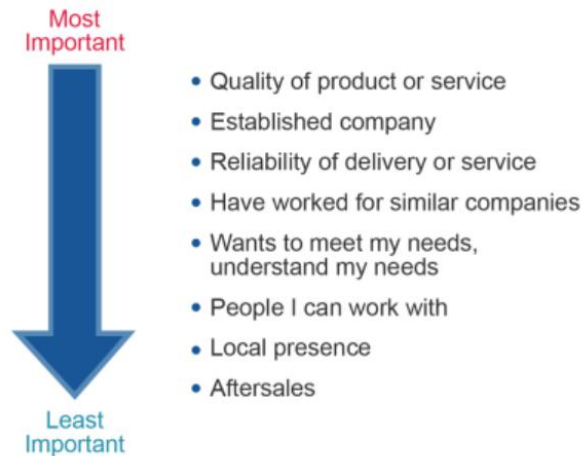 Most
Important
• Quality of product or service
• Established company
• Reliability of delivery or service
• Have worked for similar companies
• Wants to meet my needs,
understand my needs
• People I can work with
• Local presence
• Aftersales
Least
Important